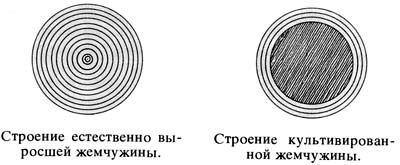 Строение естественно вы-
росшей жемчужины.
Строение культивирован-
ной жемчужины.